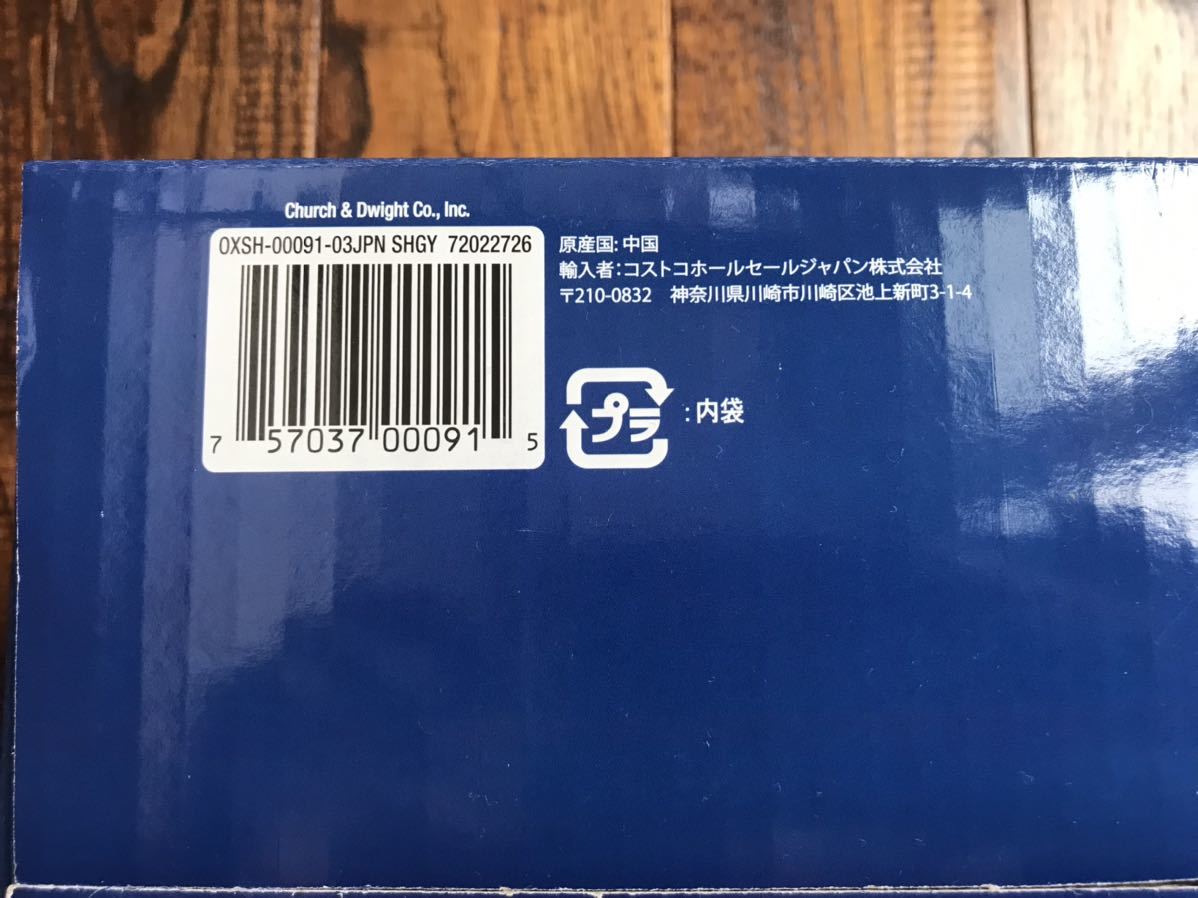 Church & Dwight Co., Inc.
0XSH-00091-03JPN SHGY 72022726
7 57037 00091 5
原産国: 中国
輸入者：コストコホールセールジャパン株式会社
〒210-0832　神奈川県川崎市川崎区池上新町3-1-4
プラ : 内袋